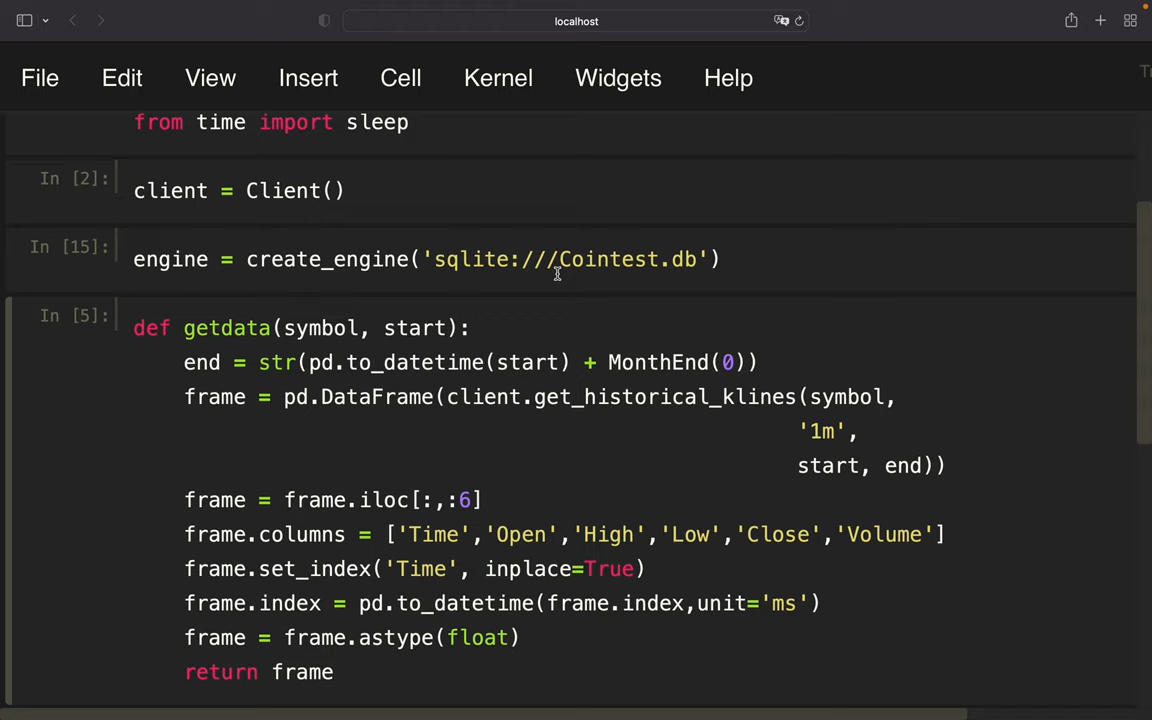 localhost
File Edit View Insert Cell Kernel Widgets Help
from time import sleep
In [2]: client = Client()
In [15]: engine = create_engine('sqlite:///Cointest.db')
In [5]: def getdata(symbol, start):
    end = str(pd.to_datetime(start) + MonthEnd(0))
    frame = pd.DataFrame(client.get_historical_klines(symbol,
                                                      '1m',
                                                      start, end))
    frame = frame.iloc[:,:6]
    frame.columns = ['Time','Open','High','Low','Close','Volume']
    frame.set_index('Time', inplace=True)
    frame.index = pd.to_datetime(frame.index,unit='ms')
    frame = frame.astype(float)
    return frame